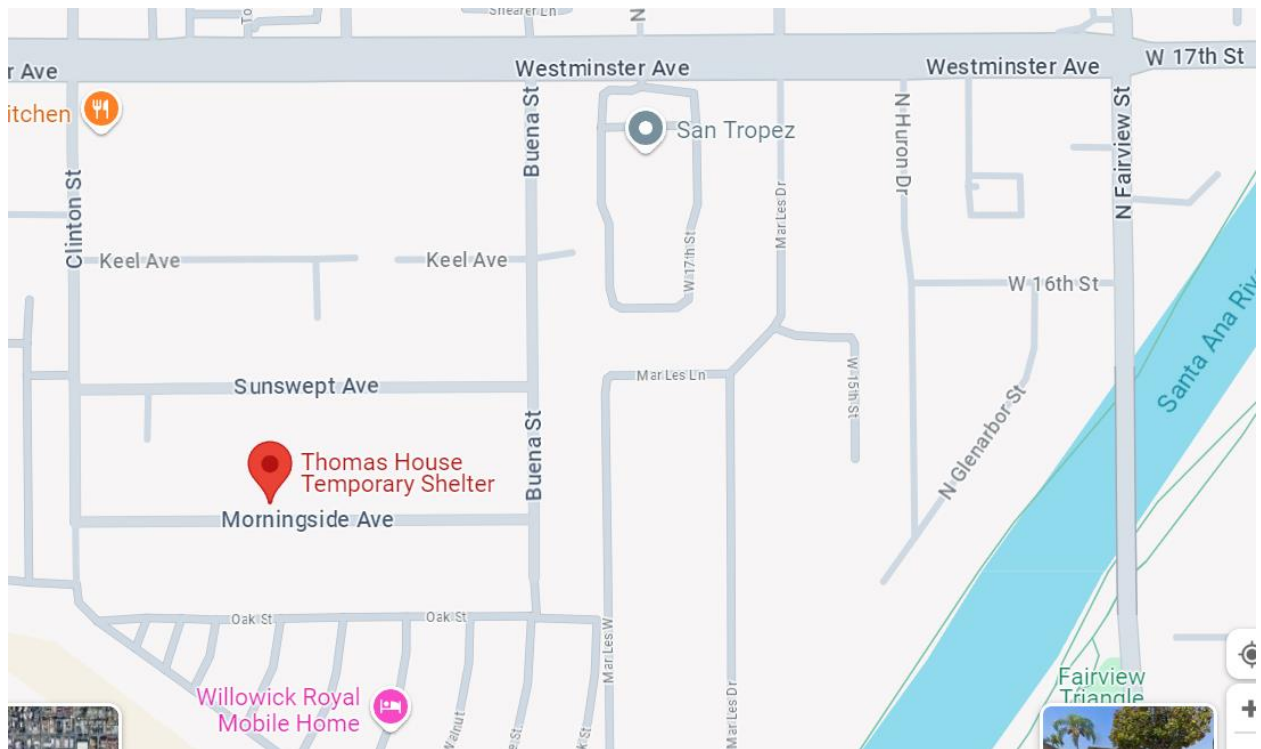 Shearer Ln
N
r Ave
Westminster Ave
Westminster Ave
W 17th St
itchen
San Tropez
Buena St
N Huron Dr
N Fairview St
Clinton St
Mar Les Dr
W 17th St
Keel Ave
Keel Ave
W 16th St
Santa Ana Riv
Sunswept Ave
Mar Les Ln
W 15th St
N Glenarbor St
Buena St
Thomas House
Temporary Shelter
Morningside Ave
Oak St
Oak St
Mar Les W
Mar Les Dr
Willowick Royal
Mobile Home
Walnut
e St
k St
Fairview
Triangle